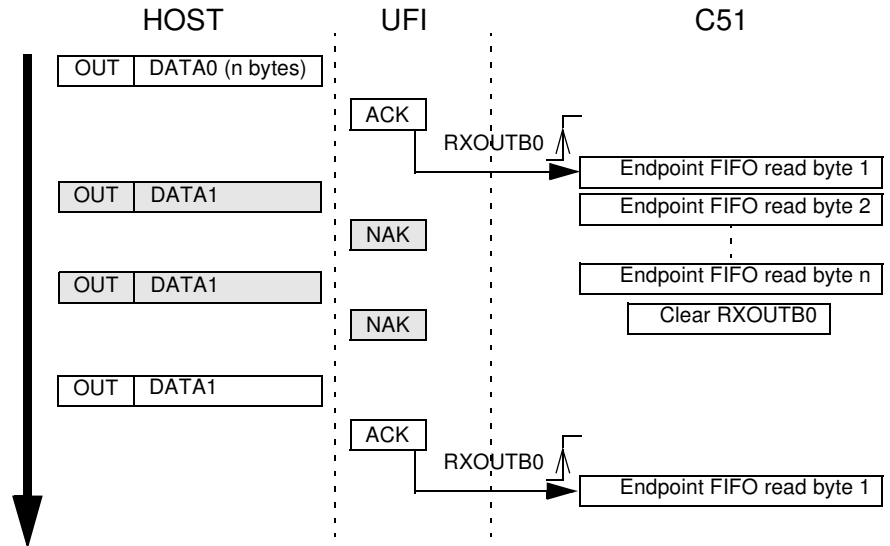 HOST UFI C51
OUT DATA0 (n bytes)
ACK
RXOUTB0
Endpoint FIFO read byte 1
OUT DATA1
Endpoint FIFO read byte 2
NAK
Endpoint FIFO read byte n
OUT DATA1
Clear RXOUTB0
NAK
OUT DATA1
ACK
RXOUTB0
Endpoint FIFO read byte 1